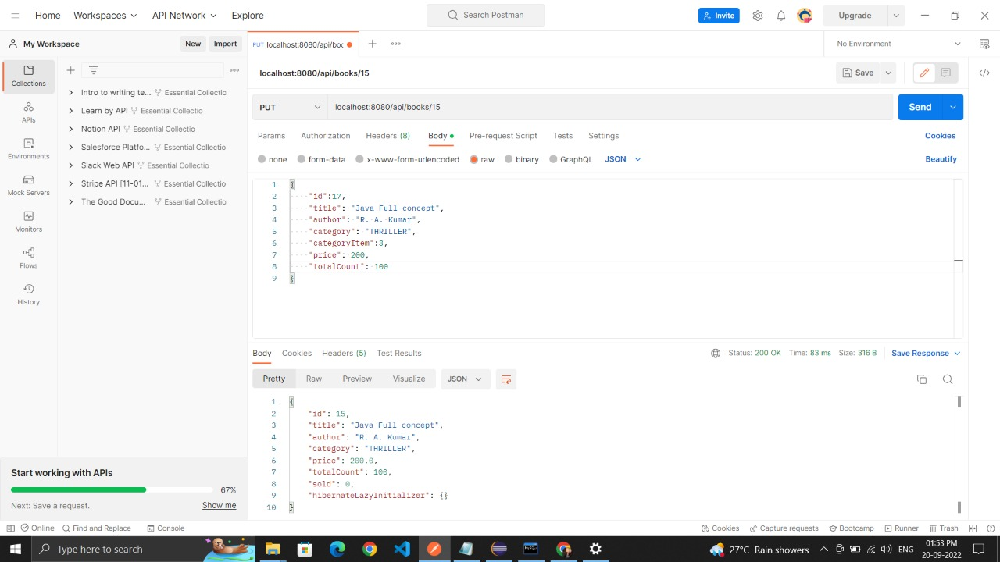 Home Workspaces API Network Explore Search Postman Invite Upgrade
My Workspace New Import PUT localhost:8080/api/boo No Environment
localhost:8080/api/books/15 Save
Collections
APIs
Environments
Mock Servers
Monitors
Flows
History
Intro to writing te... Essential Collectio
Learn by API Essential Collectio
Notion API Essential Collectio
Salesforce Platfo... Essential Collectio
Slack Web API Essential Collectio
Stripe API [11-01... Essential Collectio
The Good Docu... Essential Collectio
PUT localhost:8080/api/books/15 Send
Params Authorization Headers (8) Body Pre-request Script Tests Settings Cookies
none form-data x-www-form-urlencoded raw binary GraphQL JSON Beautify
1 {
2 "id":17,
3 "title": "Java Full concept",
4 "author": "R. A. Kumar",
5 "category": "THRILLER",
6 "categoryItem":3,
7 "price": 200,
8 "totalCount": 100
9 }
Body Cookies Headers (5) Test Results Status: 200 OK Time: 83 ms Size: 316 B Save Response
Pretty Raw Preview Visualize JSON
1 {
2 "id": 15,
3 "title": "Java Full concept",
4 "author": "R. A. Kumar",
5 "category": "THRILLER",
6 "price": 200.0,
7 "totalCount": 100,
8 "sold": 0,
9 "hibernateLazyInitializer": {}
10 }
Start working with APIs
67%
Next: Save a request. Show me
Online Find and Replace Console Cookies Capture requests Bootcamp Runner Trash
Type here to search 27°C Rain showers ENG 01:53 PM
20-09-2022